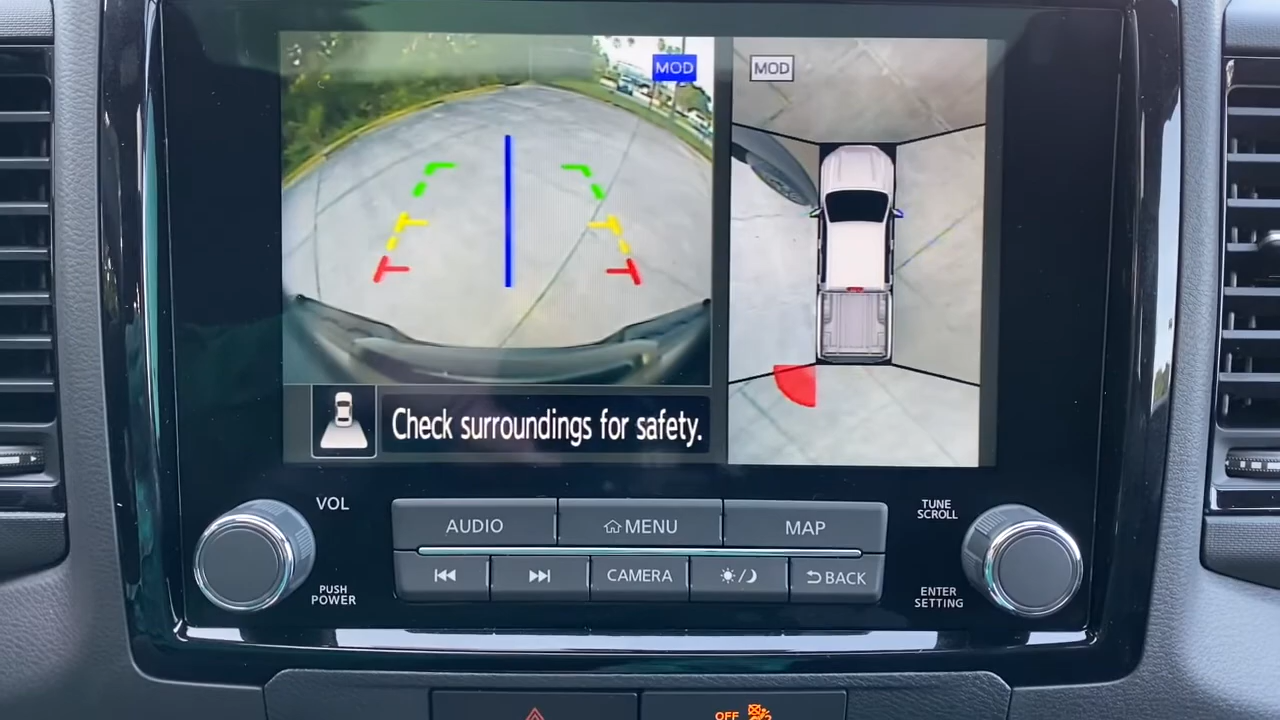 MOD
MOD
Check surroundings for safety.
VOL
PUSH
POWER
AUDIO
MENU
MAP
CAMERA
BACK
TUNE
SCROLL
ENTER
SETTING
OFF